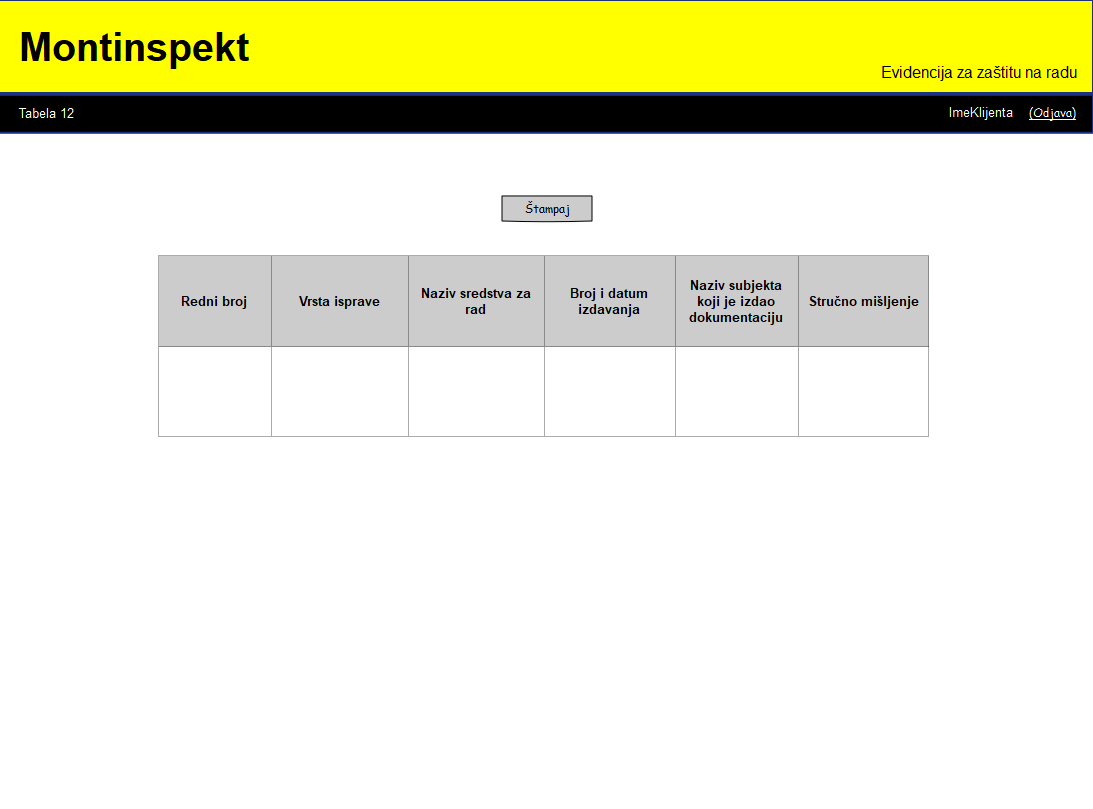 Montinspekt
Evidencija za zaštitu na radu
Tabela 12
ImeKlijenta (Odjava)
Štampaj
Redni broj
Vrsta isprave
Naziv sredstva za
rad
Broj i datum
izdavanja
Naziv subjekta
koji je izdao
dokumentaciju
Stručno mišljenje